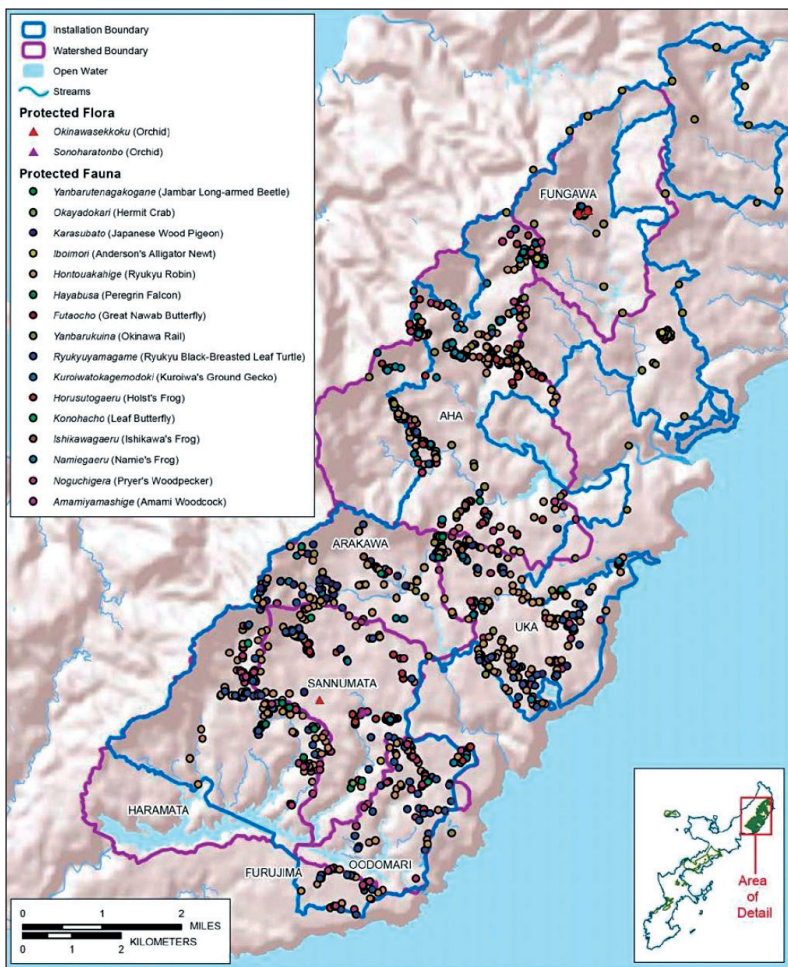 Installation Boundary
Watershed Boundary
Open Water
Streams
Protected Flora
Okinawasekkoku (Orchid)
Sonoharatonbo (Orchid)
Protected Fauna
Yanbarutenagakogane (Jambar Long-armed Beetle)
Okayadokari (Hermit Crab)
Karasubato (Japanese Wood Pigeon)
Iboimori (Anderson's Alligator Newt)
Hontouakahige (Ryukyu Robin)
Hayabusa (Peregrin Falcon)
Futaocho (Great Nawab Butterfly)
Yanbarukuina (Okinawa Rail)
Ryukyuyamagame (Ryukyu Black-Breasted Leaf Turtle)
Kuroiwatokagemodoki (Kuroiwa's Ground Gecko)
Horusutogaeru (Holst's Frog)
Konohacho (Leaf Butterfly)
Ishikawagaeru (Ishikawa's Frog)
Namiegaeru (Namie's Frog)
Noguchigera (Pryer's Woodpecker)
Amamiyamashige (Amami Woodcock)
FUNGAWA
AHA
ARAKAWA
UKA
SANNUMATA
HARAMATA
OODOMARI
FURUJIMA
0 1 2
MILES
KILOMETERS
0 1 2
Area
of
Detail